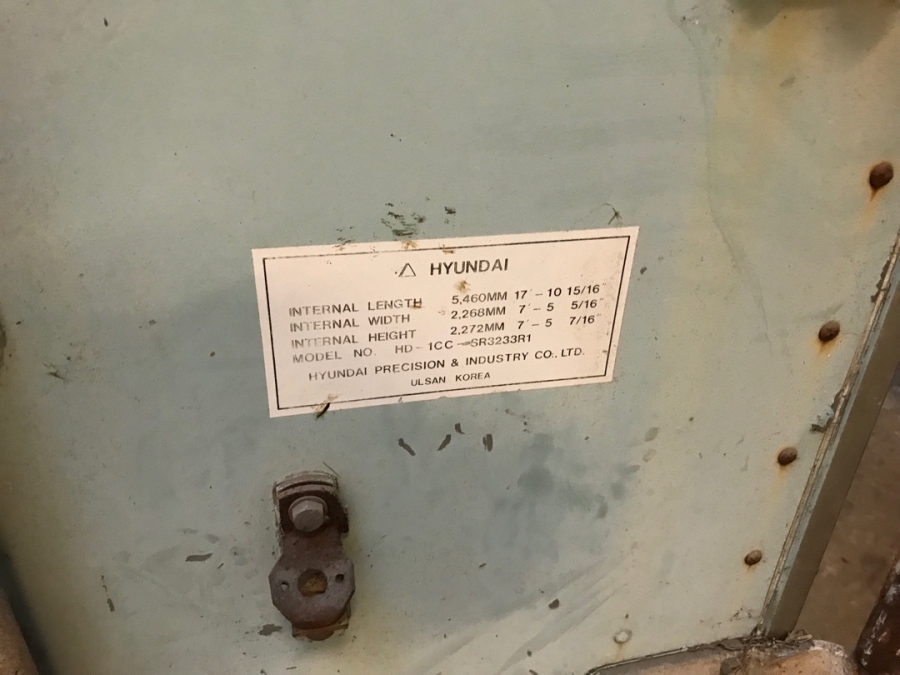 HYUNDAI
INTERNAL LENGTH 5,460MM 17' - 10 15/16"
INTERNAL WIDTH 2,268MM 7' - 5 5/16"
INTERNAL HEIGHT 2,272MM 7' - 5 7/16"
MODEL NO. HD - 1CC - SR3233R1
HYUNDAI PRECISION & INDUSTRY CO., LTD.
ULSAN KOREA